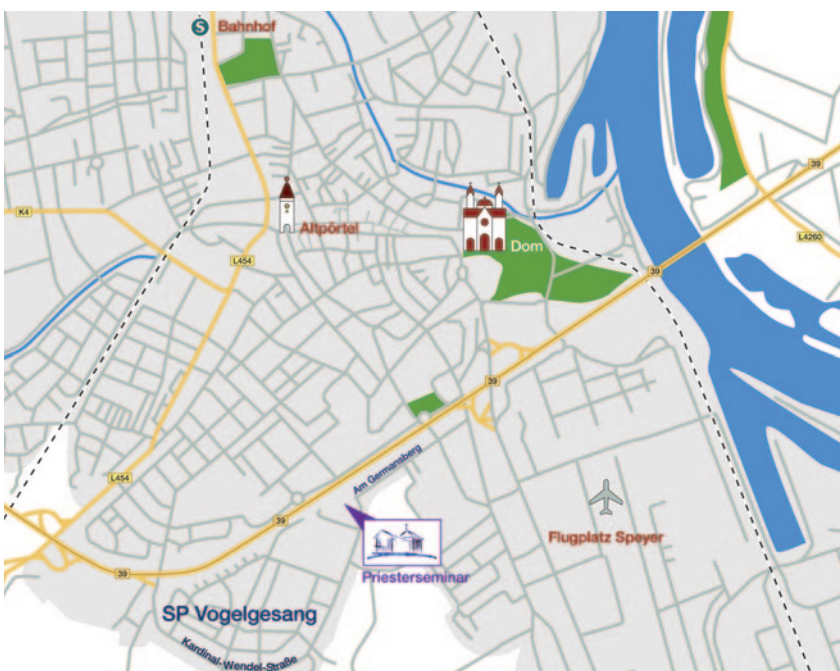 S Bahnhof
39
K4
Altpörtel
Dom
L4260
L454
39
39
Am Germansberg
L454
39
Flugplatz Speyer
Priesterseminar
39
SP Vogelgesang
Kardinal-Wendel-Straße